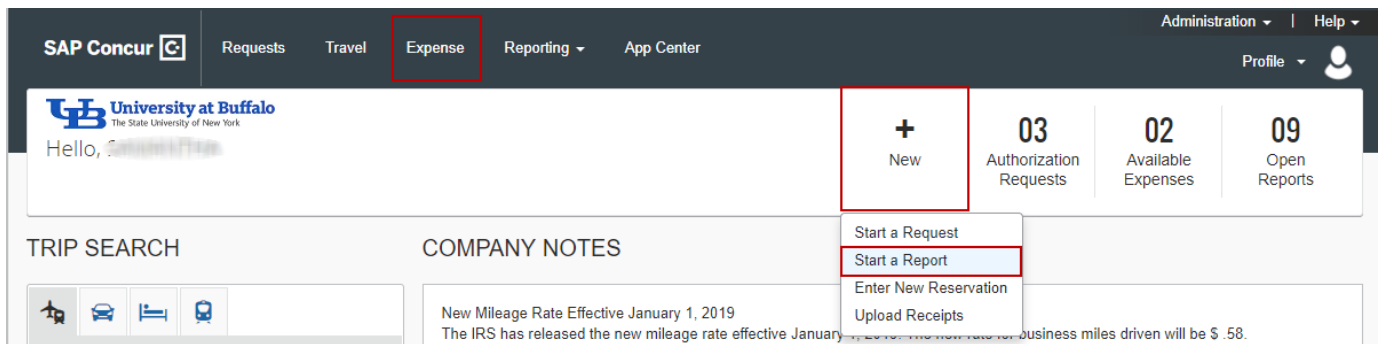 Administration | Help
SAP Concur C Requests Travel Expense Reporting App Center
Profile
UB University at Buffalo
The State University of New York
Hello,
+
New
03
Authorization
Requests
02
Available
Expenses
09
Open
Reports
Start a Request
Start a Report
Enter New Reservation
Upload Receipts
TRIP SEARCH
COMPANY NOTES
New Mileage Rate Effective January 1, 2019
The IRS has released the new mileage rate effective January business miles driven will be $ .58.